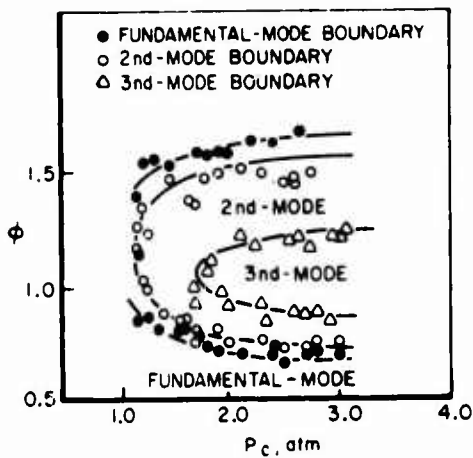 ● FUNDAMENTAL-MODE BOUNDARY
○ 2nd-MODE BOUNDARY
△ 3nd-MODE BOUNDARY
1.5
2nd-MODE
3nd-MODE
ϕ
1.0
FUNDAMENTAL-MODE
0.5
1.0 2.0 3.0 4.0
Pc, atm